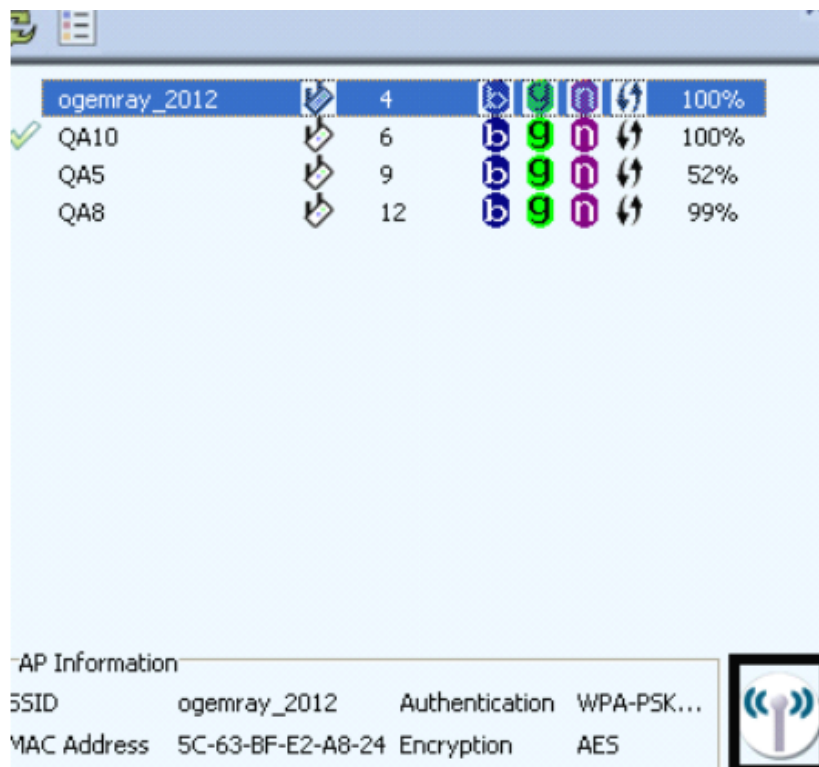 ogemray_2012 4 b g n 100%
QA10 6 b g n 100%
QA5 9 b g n 52%
QA8 12 b g n 99%
AP Information
SSID ogemray_2012 Authentication WPA-PSK...
MAC Address 5C-63-BF-E2-A8-24 Encryption AES